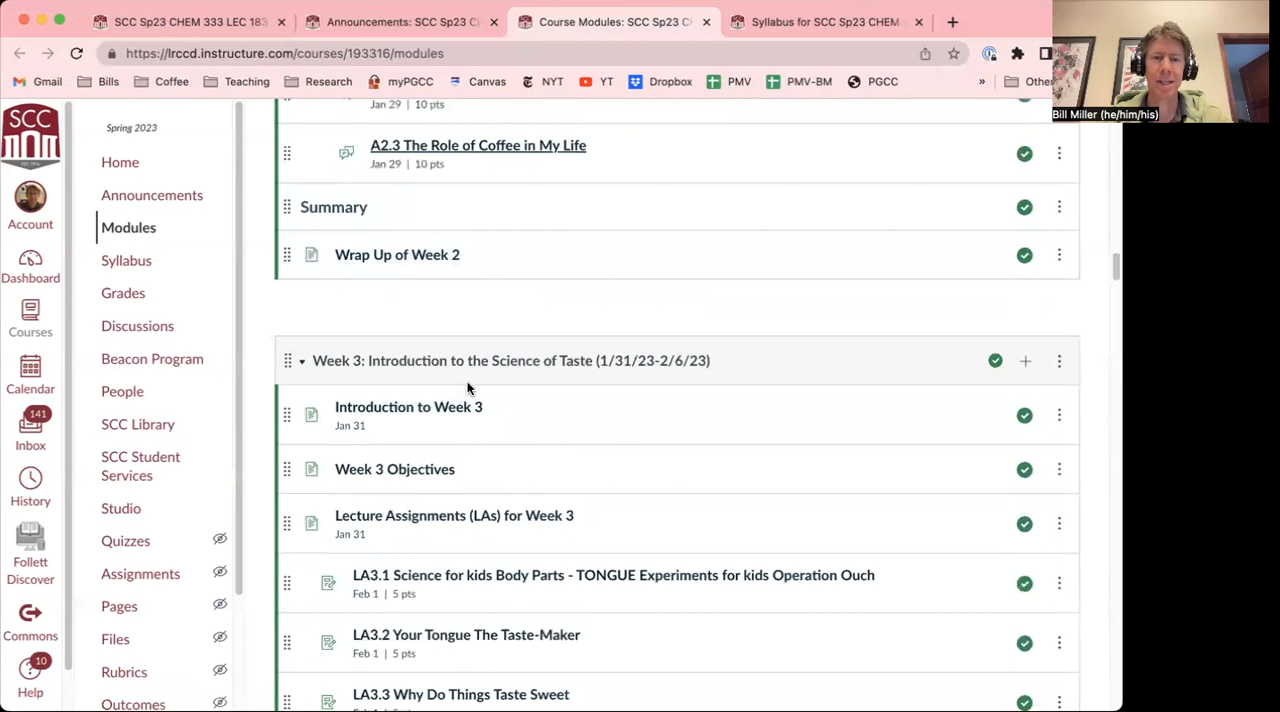 SCC Sp23 CHEM 333 LEC 183
Announcements: SCC Sp23 C
Course Modules: SCC Sp23 C
Syllabus for SCC Sp23 CHEM
https://lrccd.instructure.com/courses/193316/modules
Gmail
Bills
Coffee
Teaching
Research
myPGCC
Canvas
NYT
YT
Dropbox
PMV
PMV-BM
PGCC
»
Other
Bill Miller (he/him/his)
SCC
Account
Dashboard
Courses
Calendar
141
Inbox
History
Follett
Discover
Commons
10
Help
Spring 2023
Home
Announcements
Modules
Syllabus
Grades
Discussions
Beacon Program
People
SCC Library
SCC Student
Services
Studio
Quizzes
Assignments
Pages
Files
Rubrics
Outcomes
Jan 29 | 10 pts
A2.3 The Role of Coffee in My Life
Jan 29 | 10 pts
Summary
Wrap Up of Week 2
Week 3: Introduction to the Science of Taste (1/31/23-2/6/23)
Introduction to Week 3
Jan 31
Week 3 Objectives
Lecture Assignments (LAs) for Week 3
Jan 31
LA3.1 Science for kids Body Parts - TONGUE Experiments for kids Operation Ouch
Feb 1 | 5 pts
LA3.2 Your Tongue The Taste-Maker
Feb 1 | 5 pts
LA3.3 Why Do Things Taste Sweet